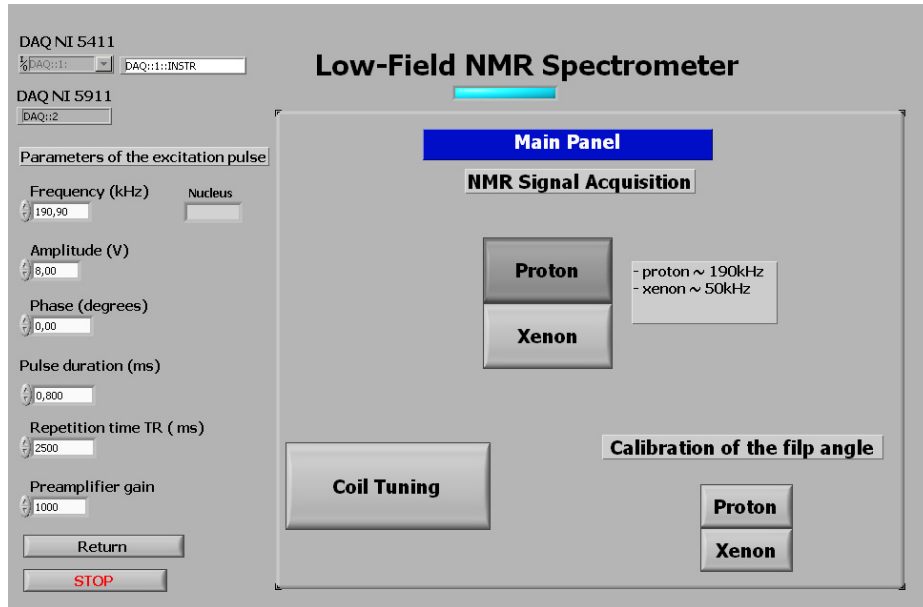 DAQ NI 5411
DAQ::1:
DAQ::1::INSTR
Low-Field NMR Spectrometer
DAQ NI 5911
DAQ::2
Parameters of the excitation pulse
Frequency (kHz)
Nucleus
190,90
Amplitude (V)
8,00
Phase (degrees)
0,00
Pulse duration (ms)
0,800
Repetition time TR ( ms)
2500
Preamplifier gain
1000
Return
STOP
Main Panel
NMR Signal Acquisition
Proton
Xenon
- proton ~ 190kHz
- xenon ~ 50kHz
Coil Tuning
Calibration of the filp angle
Proton
Xenon